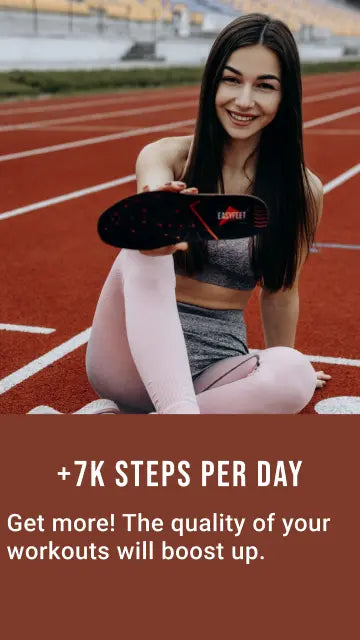 EASYFEET
+7K STEPS PER DAY
Get more! The quality of your
workouts will boost up.